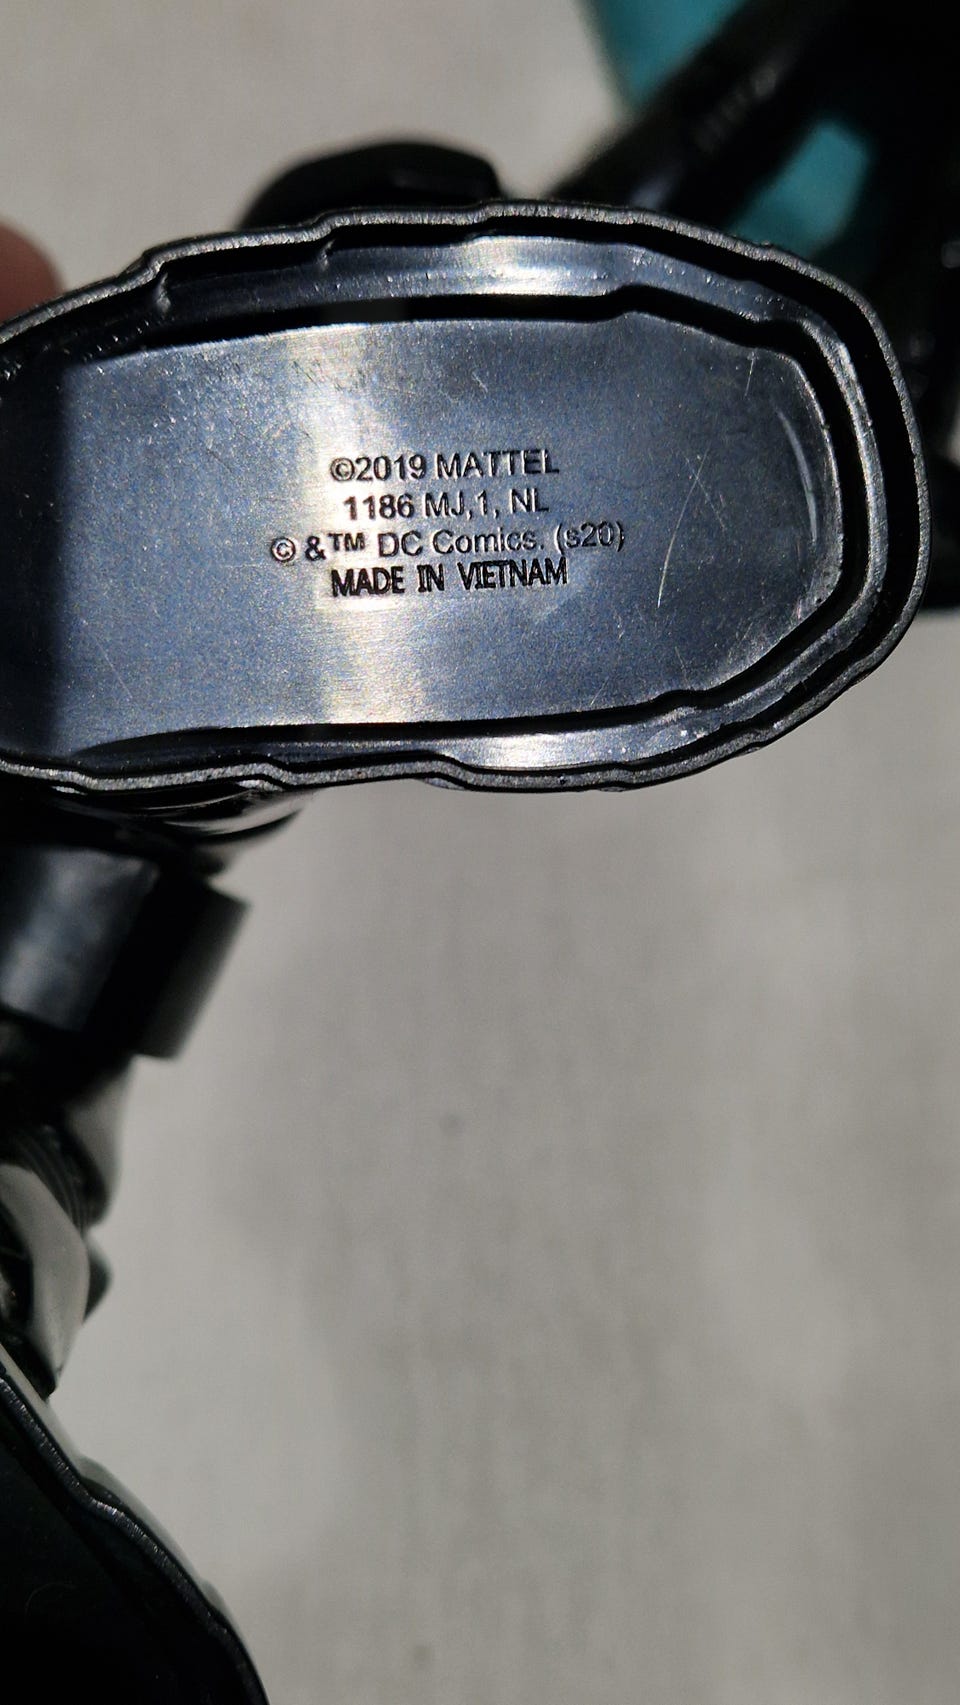 ©2019 MATTEL
1186 MJ,1, NL
© &™ DC Comics. (s20)
MADE IN VIETNAM